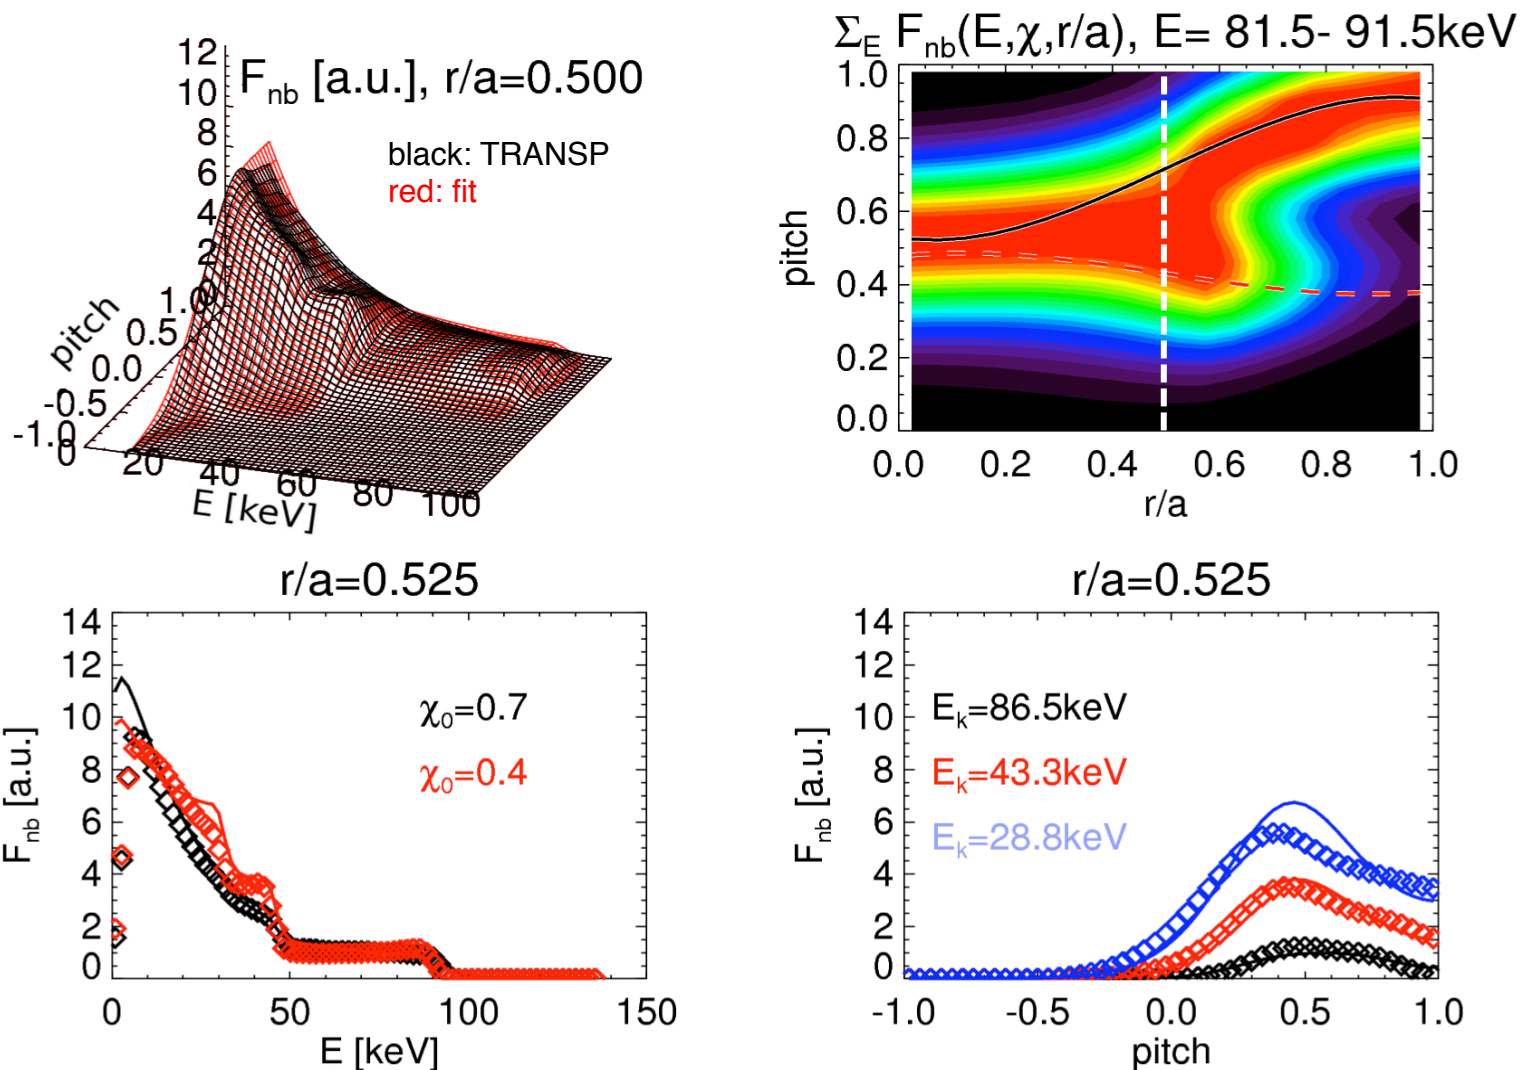 F_nb [a.u.], r/a=0.500
black: TRANSP
red: fit
12
10
8
6
4
2
0
pitch
1.0
0.5
0.0
-0.5
-1.0
0
20
40
60
80
100
E [keV]
Σ_E F_nb(E,χ,r/a), E= 81.5- 91.5keV
1.0
0.8
0.6
0.4
0.2
0.0
pitch
0.0 0.2 0.4 0.6 0.8 1.0
r/a
r/a=0.525
14
12
10
8
6
4
2
0
F_nb [a.u.]
χ_0=0.7
χ_0=0.4
0 50 100 150
E [keV]
r/a=0.525
14
12
10
8
6
4
2
0
F_nb [a.u.]
E_k=86.5keV
E_k=43.3keV
E_k=28.8keV
-1.0 -0.5 0.0 0.5 1.0
pitch